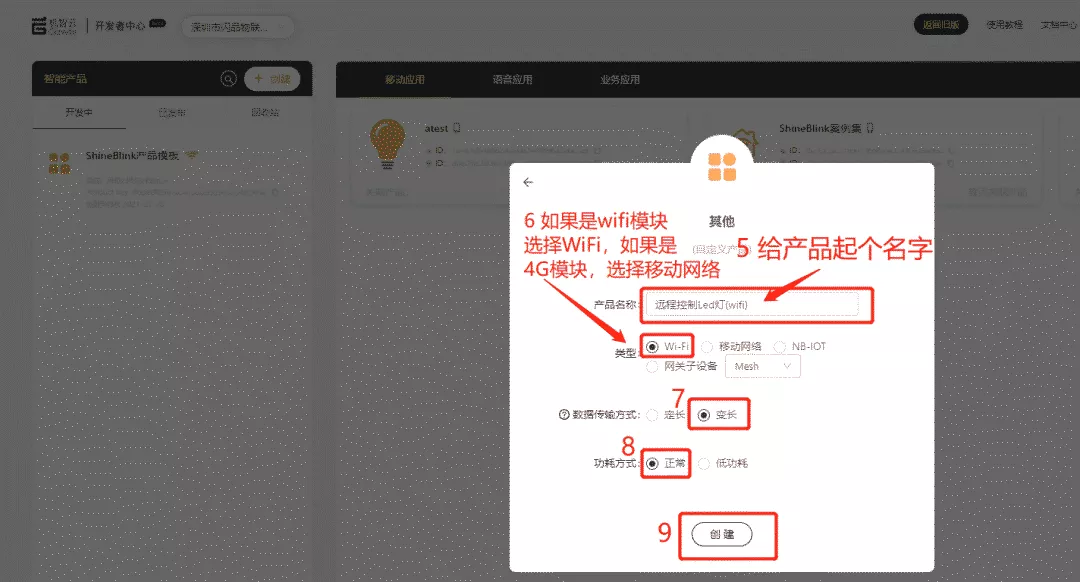 机智云
Gizwits
开发者中心
深圳市闪品物联...
返回旧版
使用教程
文档中心
智能产品
+ 创建
移动应用
语音应用
业务应用
开发中
已发布
回收站
ShineBlink产品模板
atest
ID:
ID:
ShineBlink案例集
ID:
ID:
其他
(自定义产品)
6 如果是wifi模块
选择WiFi，如果是
4G模块，选择移动网络
5 给产品起个名字
产品名称:
远程控制Led灯(wifi)
类型:
Wi-Fi
移动网络
NB-IOT
网关子设备
Mesh
7
数据传输方式:
定长
变长
8
功耗方式:
正常
低功耗
9
创建